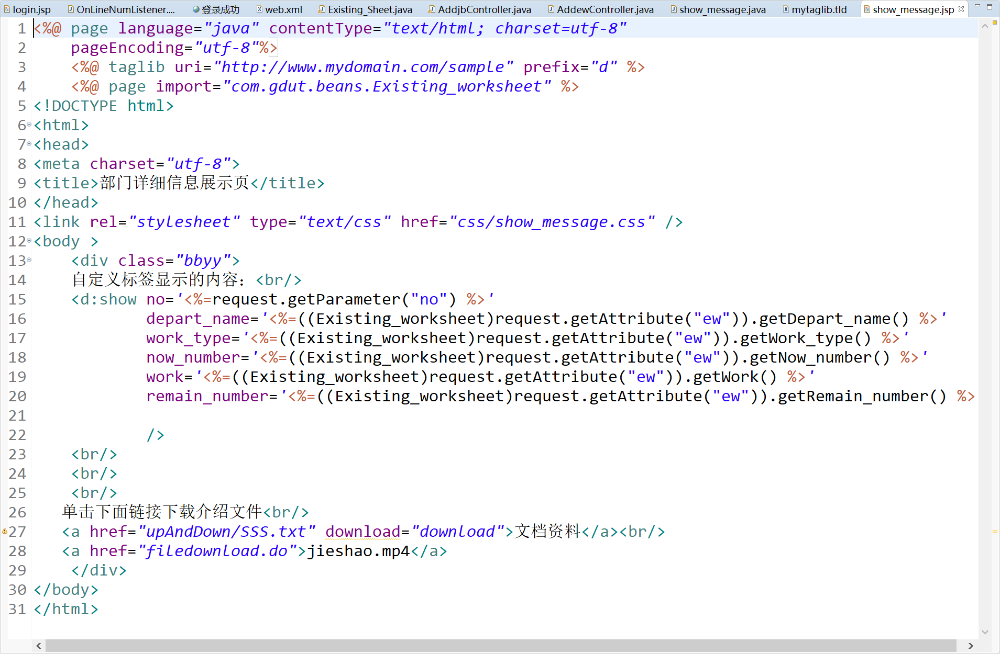 login.jsp OnLineNumListener.... 登录成功 web.xml Existing_Sheet.java AddjbController.java AddewController.java show_message.java mytaglib.tld show_message.jsp
1 <%@ page language="java" contentType="text/html; charset=utf-8"
2     pageEncoding="utf-8"%>
3     <%@ taglib uri="http://www.mydomain.com/sample" prefix="d" %>
4     <%@ page import="com.gdut.beans.Existing_worksheet" %>
5 <!DOCTYPE html>
6 <html>
7 <head>
8 <meta charset="utf-8">
9 <title>部门详细信息展示页</title>
10 </head>
11 <link rel="stylesheet" type="text/css" href="css/show_message.css" />
12 <body >
13     <div class="bbyy">
14     自定义标签显示的内容：<br/>
15     <d:show no='<%=request.getParameter("no") %>'
16             depart_name='<%=((Existing_worksheet)request.getAttribute("ew")).getDepart_name() %>'
17             work_type='<%=((Existing_worksheet)request.getAttribute("ew")).getWork_type() %>'
18             now_number='<%=((Existing_worksheet)request.getAttribute("ew")).getNow_number() %>'
19             work='<%=((Existing_worksheet)request.getAttribute("ew")).getWork() %>'
20             remain_number='<%=((Existing_worksheet)request.getAttribute("ew")).getRemain_number() %>
21
22             />
23     <br/>
24     <br/>
25     <br/>
26    单击下面链接下载介绍文件<br/>
27    <a href="upAndDown/SSS.txt" download="download">文档资料</a><br/>
28    <a href="filedownload.do">jieshao.mp4</a>
29     </div>
30 </body>
31 </html>